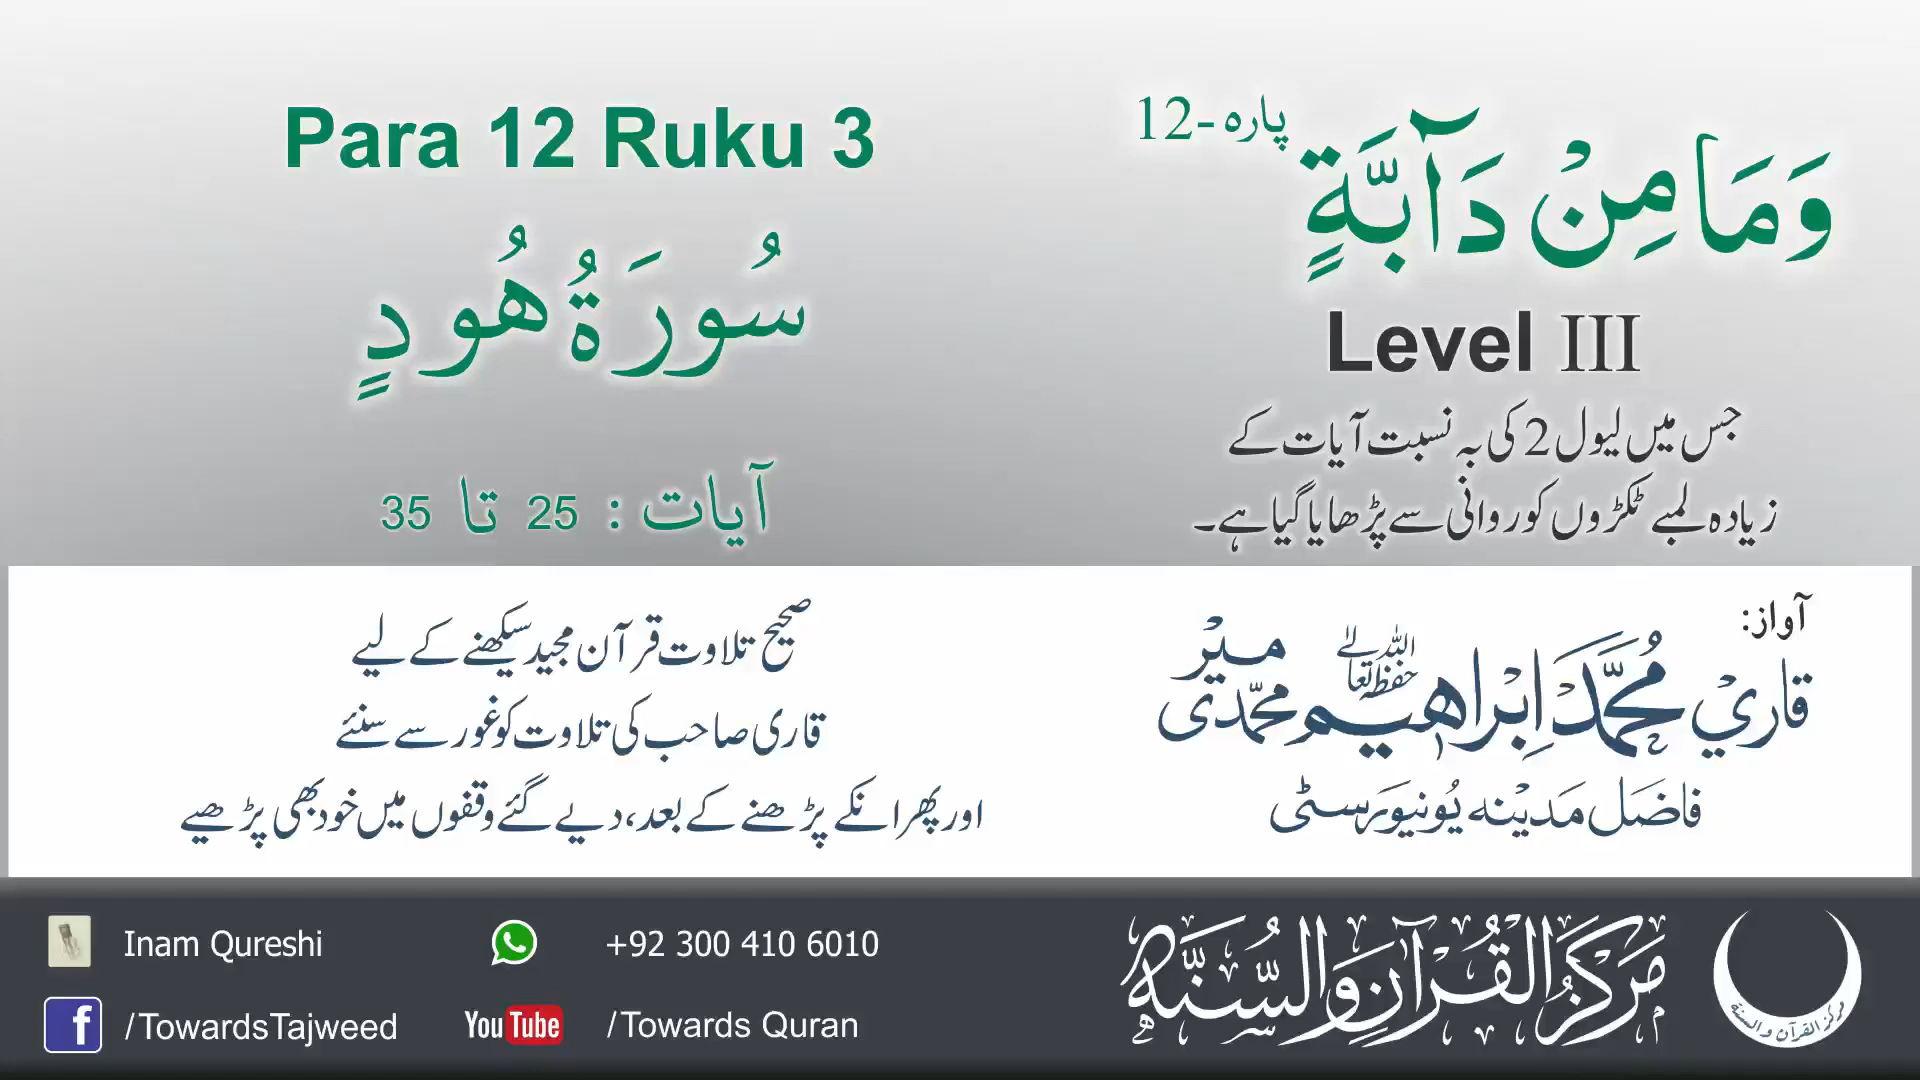 Para 12 Ruku 3
سُورَةُ هُودٍ
آیات : 25 تا 35
پارہ -12
وَمَا مِنْ دَآبَّةٍ
Level III
جس میں لیول 2 کی بہ نسبت آیات کے
زیادہ لمبے ٹکڑوں کو روانی سے پڑھایا گیا ہے۔
صحیح تلاوت قرآن مجید سیکھنے کے لیے
قاری صاحب کی تلاوت کو غور سے سنئے
اور پھر انکے پڑھنے کے بعد، دیے گئے وقفوں میں خود بھی پڑھیے
آواز:
قاري محمَّد ابراهيم مير محمدی حفظہ اللہ تعالیٰ
فاضل مدینہ یونیورسٹی
Inam Qureshi
+92 300 410 6010
/TowardsTajweed
YouTube /Towards Quran
مركز القرآن والسنة
مركز القرآن والسنة